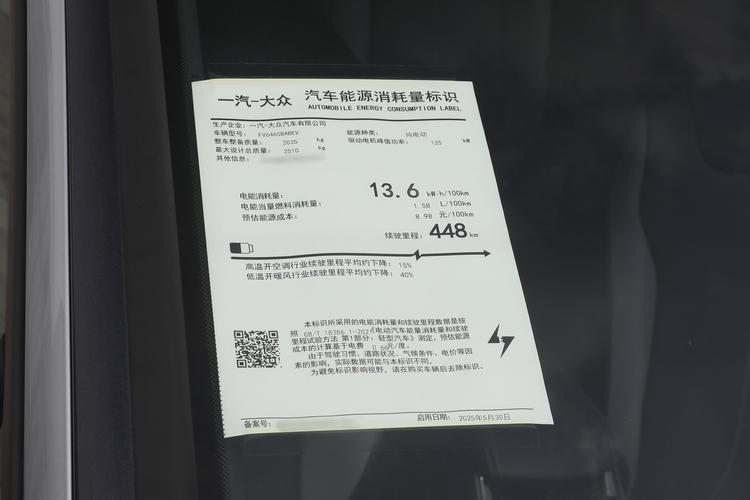 一汽-大众 汽车能源消耗量标识
AUTOMOBILE ENERGY CONSUMPTION LABEL
生产企业：一汽-大众汽车有限公司
车辆型号： FV6465BABEV 能源种类： 纯电动
整车整备质量： 2035 kg 驱动电机峰值功率： 125 kW
最大设计总质量： 2510 kg
其他信息：
电能消耗量： 13.6 kW·h/100km
电能当量燃料消耗量： 1.58 L/100km
预估能源成本： 8.98 元/100km
续驶里程： 448 km
高温开空调行业续驶里程平均约下降： 15%
低温开暖风行业续驶里程平均约下降： 40%
本标识所采用的电能消耗量和续驶里程数据是按
照 GB/T 18386.1-2021《电动汽车能量消耗量和续驶
里程试验方法 第1部分：轻型汽车》测定，预估能源
成本的计算基于电费 元/度。
由于驾驶习惯、道路状况、气候条件、电价等因
素的影响，实际数据可能与本标识不同。
为避免标识影响视野，请在购买车辆后去除标识。
备案号： 启用日期： 2025年5月30日